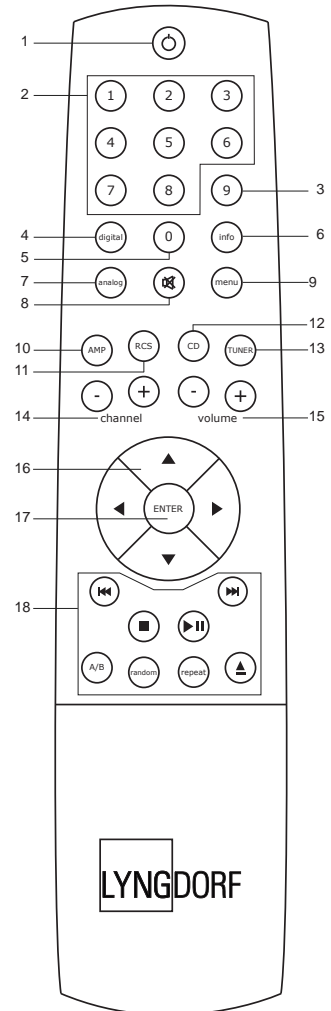 1
2
1 2 3
4 5 6
7 8 9
3
4
digital 0 info
5
6
7
analog menu
8
9
12
10
AMP RCS CD TUNER
13
11
- + - +
14
channel volume
15
16
17
ENTER
18
A/B random repeat
LYNGDORF